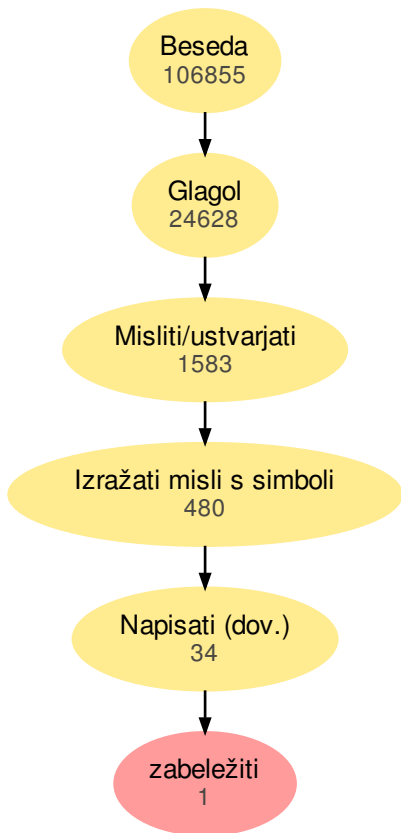 Beseda
106855
Glagol
24628
Misliti/ustvarjati
1583
Izražati misli s simboli
480
Napisati (dov.)
34
zabeležiti
1